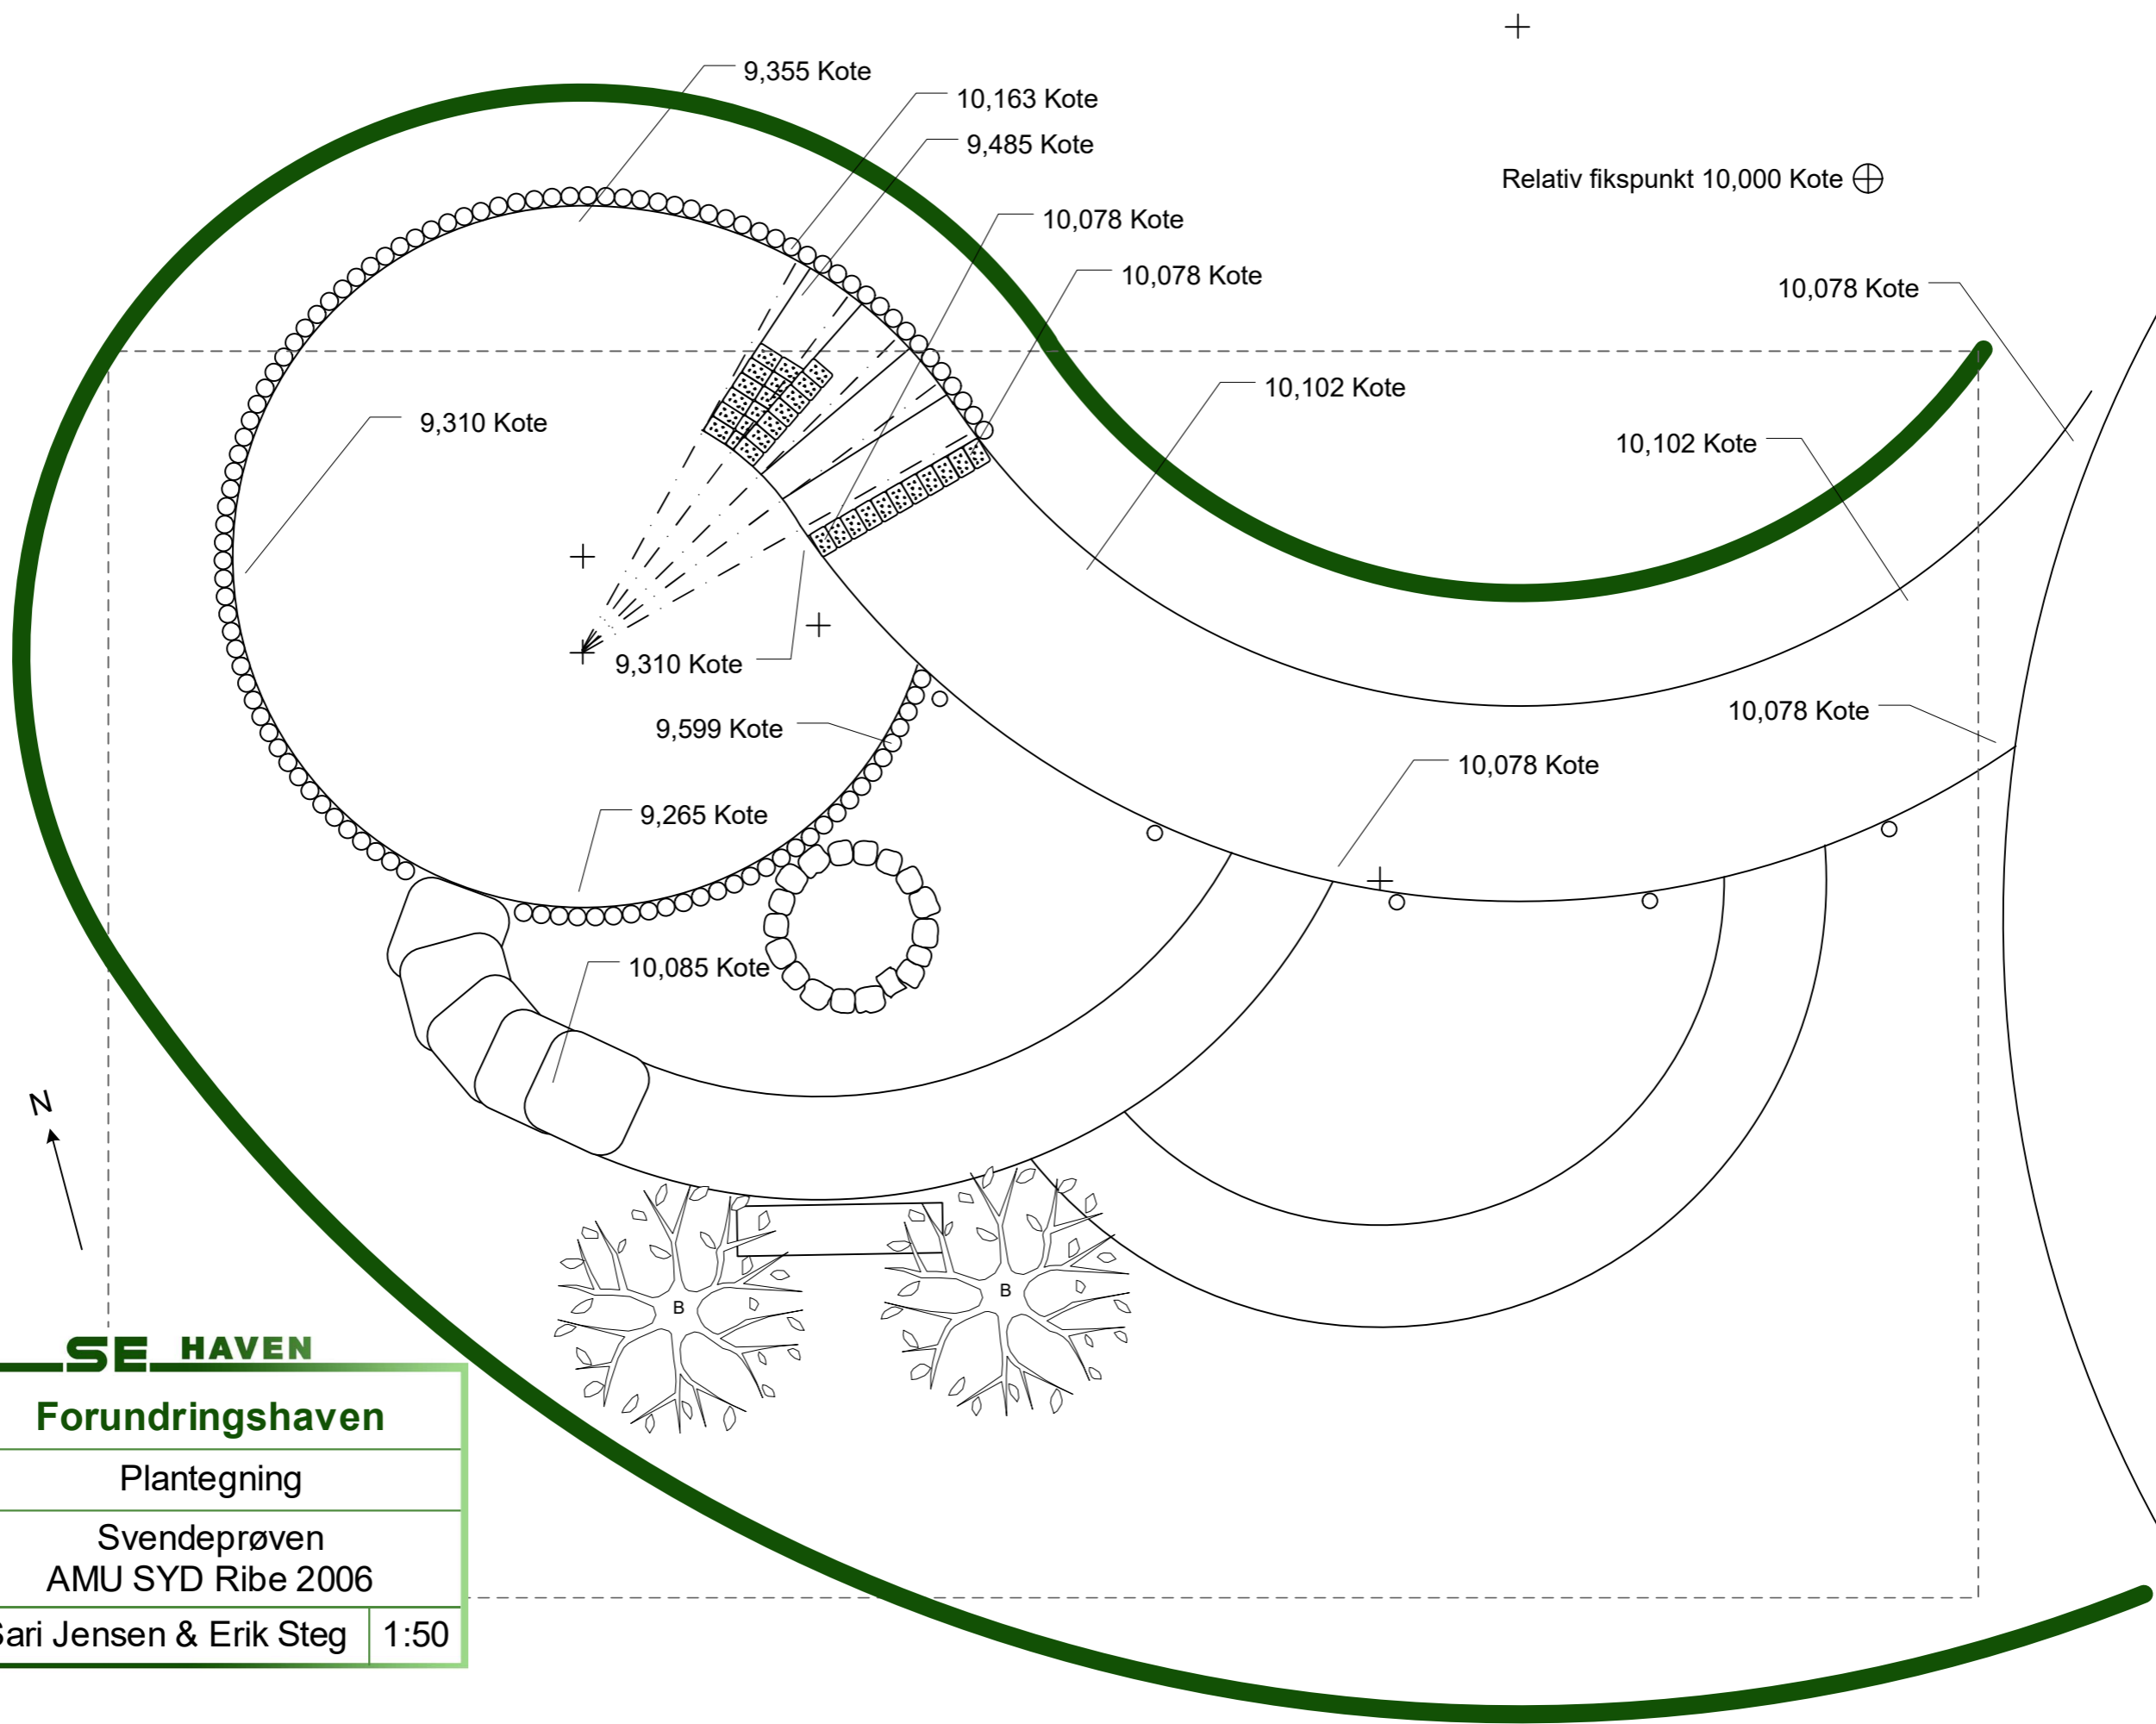 9,355 Kote
10,163 Kote
9,485 Kote
Relativ fikspunkt 10,000 Kote
10,078 Kote
10,078 Kote
10,078 Kote
10,102 Kote
9,310 Kote
10,102 Kote
9,310 Kote
10,078 Kote
9,599 Kote
10,078 Kote
9,265 Kote
10,085 Kote
N
B
B
SE HAVEN
Forundringshaven
Plantegning
Svendeprøven
AMU SYD Ribe 2006
Sari Jensen & Erik Steg 1:50